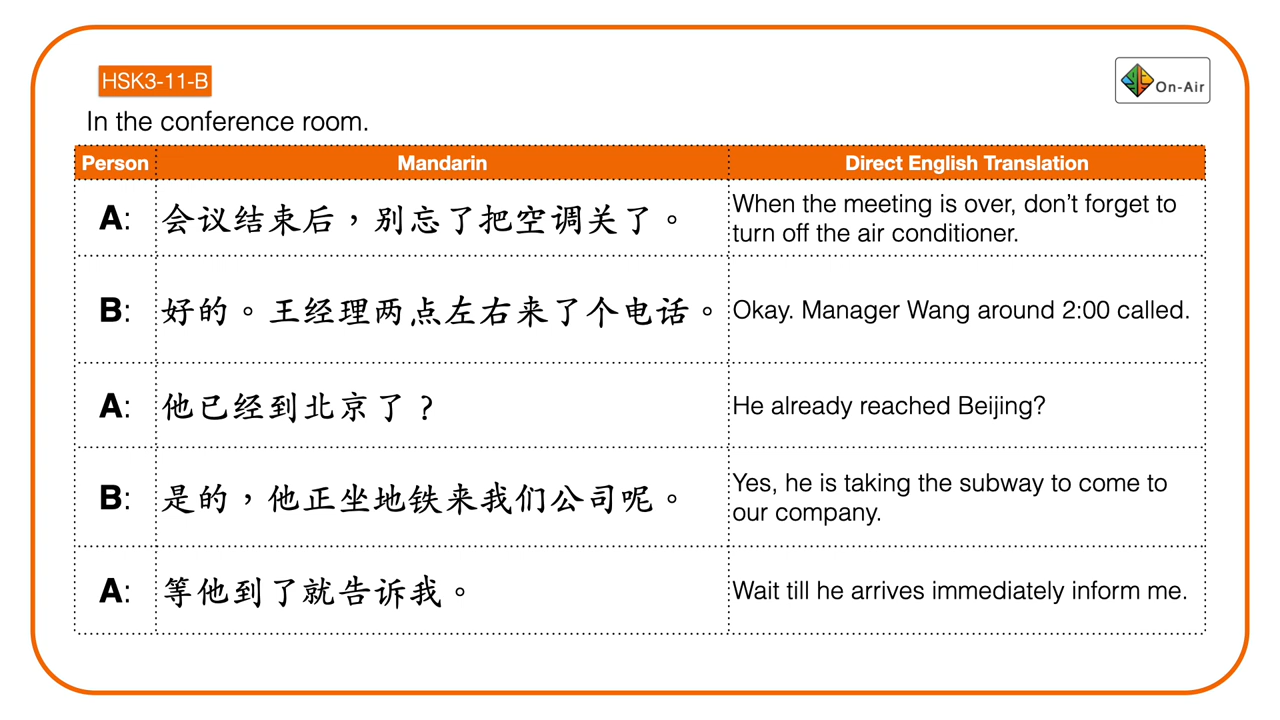 HSK3-11-B
On-Air
In the conference room.
Person Mandarin Direct English Translation
A: 会议结束后，别忘了把空调关了。 When the meeting is over, don't forget to
turn off the air conditioner.
B: 好的。王经理两点左右来了个电话。 Okay. Manager Wang around 2:00 called.
A: 他已经到北京了？ He already reached Beijing?
B: 是的，他正坐地铁来我们公司呢。 Yes, he is taking the subway to come to
our company.
A: 等他到了就告诉我。 Wait till he arrives immediately inform me.